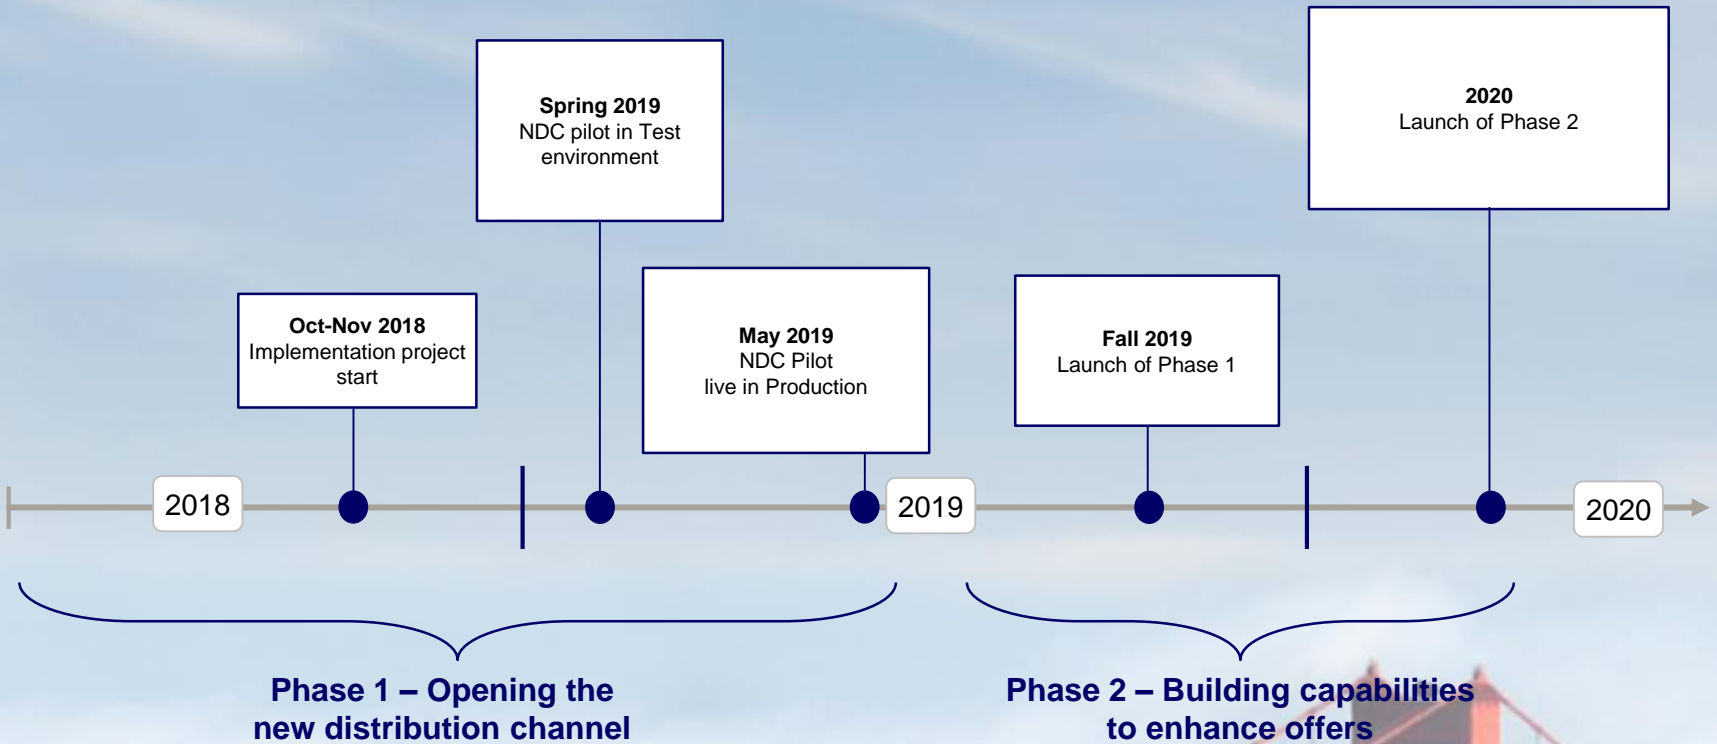 Spring 2019
NDC pilot in Test
environment
2020
Launch of Phase 2
Oct-Nov 2018
Implementation project
start
May 2019
NDC Pilot
live in Production
Fall 2019
Launch of Phase 1
2018
2019
2020
Phase 1 – Opening the
new distribution channel
Phase 2 – Building capabilities
to enhance offers